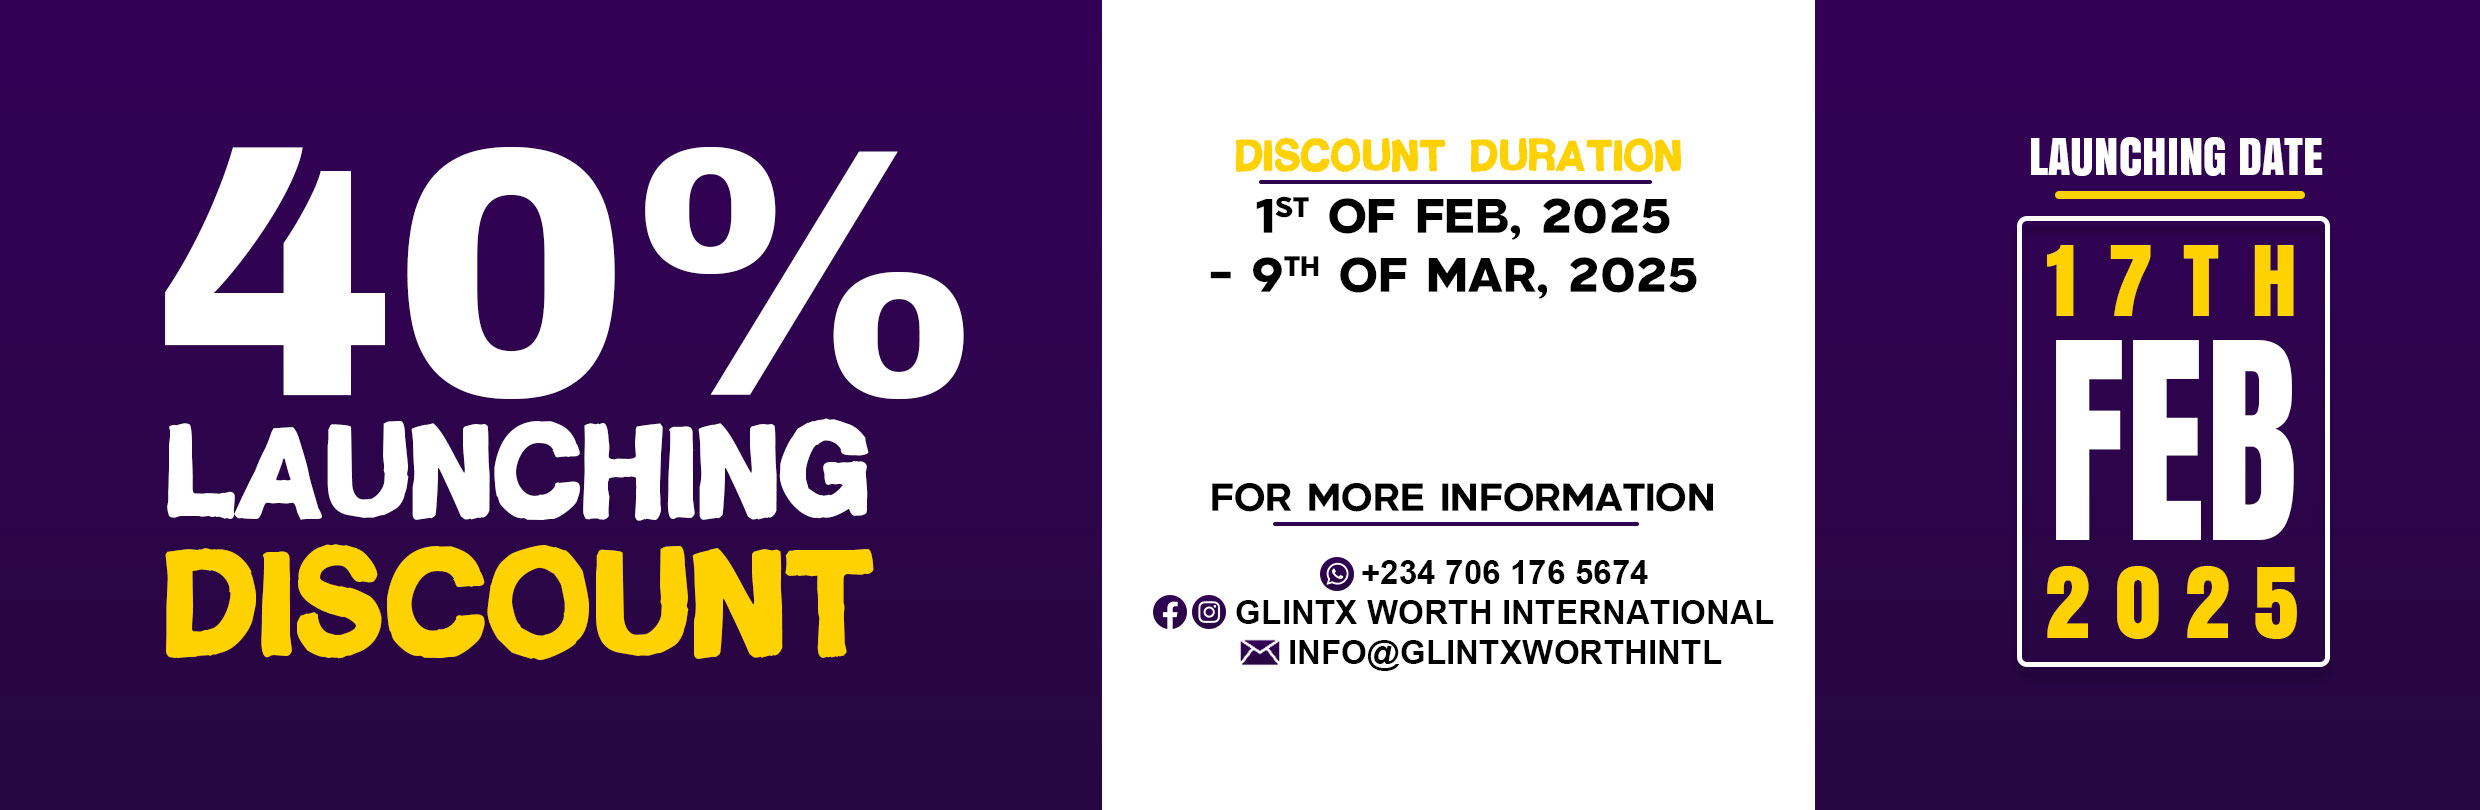 40%
LAUNCHING
DISCOUNT
DISCOUNT DURATION
1ST OF FEB, 2025
- 9TH OF MAR, 2025
FOR MORE INFORMATION
+234 706 176 5674
GLINTX WORTH INTERNATIONAL
INFO@GLINTXWORTHINTL
LAUNCHING DATE
17TH
FEB
2025